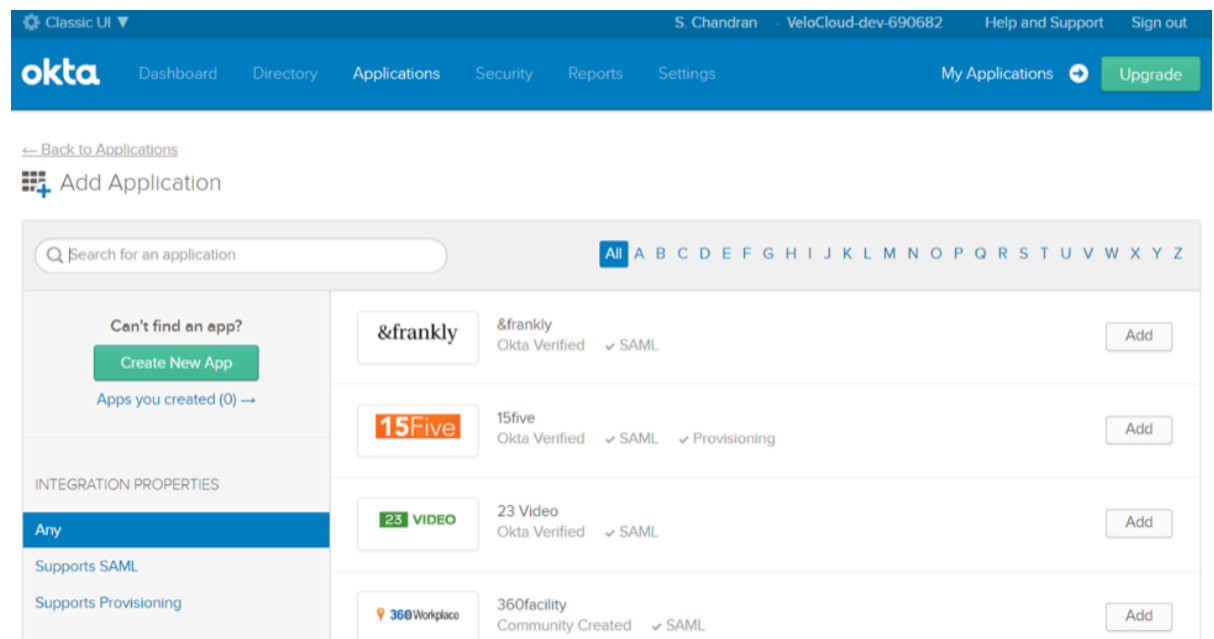 Classic UI ▼ S. Chandran · VeloCloud-dev-690682 Help and Support Sign out
okta Dashboard Directory Applications Security Reports Settings My Applications Upgrade
← Back to Applications
Add Application
Search for an application All A B C D E F G H I J K L M N O P Q R S T U V W X Y Z
Can't find an app?
Create New App
Apps you created (0) →
INTEGRATION PROPERTIES
Any
Supports SAML
Supports Provisioning
&frankly &frankly Add
Okta Verified ✓ SAML
15Five 15five Add
Okta Verified ✓ SAML ✓ Provisioning
23 VIDEO 23 Video Add
Okta Verified ✓ SAML
360 Workplace 360facility Add
Community Created ✓ SAML